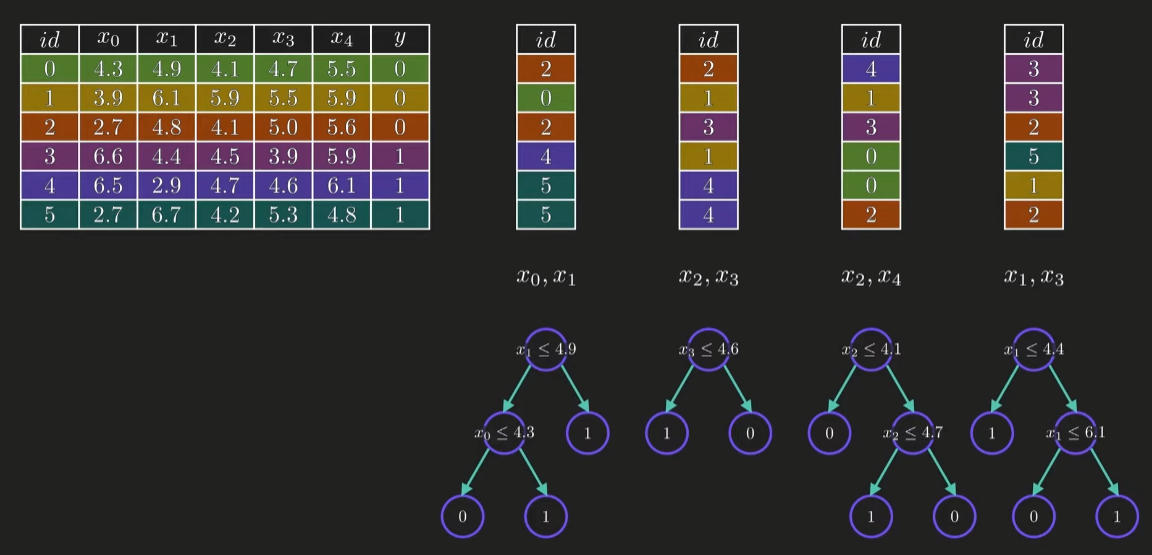 id x₀ x₁ x₂ x₃ x₄ y
0 4.3 4.9 4.1 4.7 5.5 0
1 3.9 6.1 5.9 5.5 5.9 0
2 2.7 4.8 4.1 5.0 5.6 0
3 6.6 4.4 4.5 3.9 5.9 1
4 6.5 2.9 4.7 4.6 6.1 1
5 2.7 6.7 4.2 5.3 4.8 1
id
2
0
2
4
5
5
x₀, x₁
id
2
1
3
1
4
4
x₂, x₃
id
4
1
3
0
0
2
x₂, x₄
id
3
3
2
5
1
2
x₁, x₃
x₁ ≤ 4.9
x₀ ≤ 4.3
1
0
1
x₃ ≤ 4.6
1
0
x₂ ≤ 4.1
0
x₂ ≤ 4.7
1
0
x₁ ≤ 4.4
1
x₁ ≤ 6.1
0
1